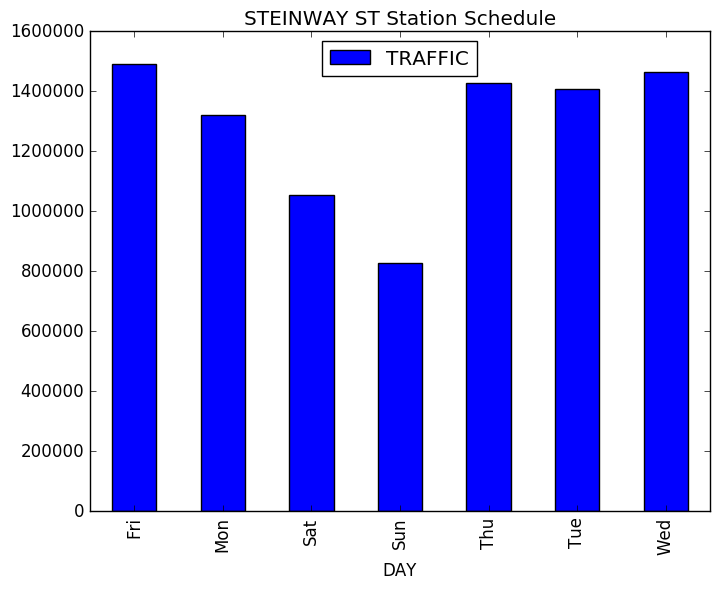 STEINWAY ST Station Schedule
TRAFFIC
1600000
1400000
1200000
1000000
800000
600000
400000
200000
0
Fri
Mon
Sat
Sun
Thu
Tue
Wed
DAY